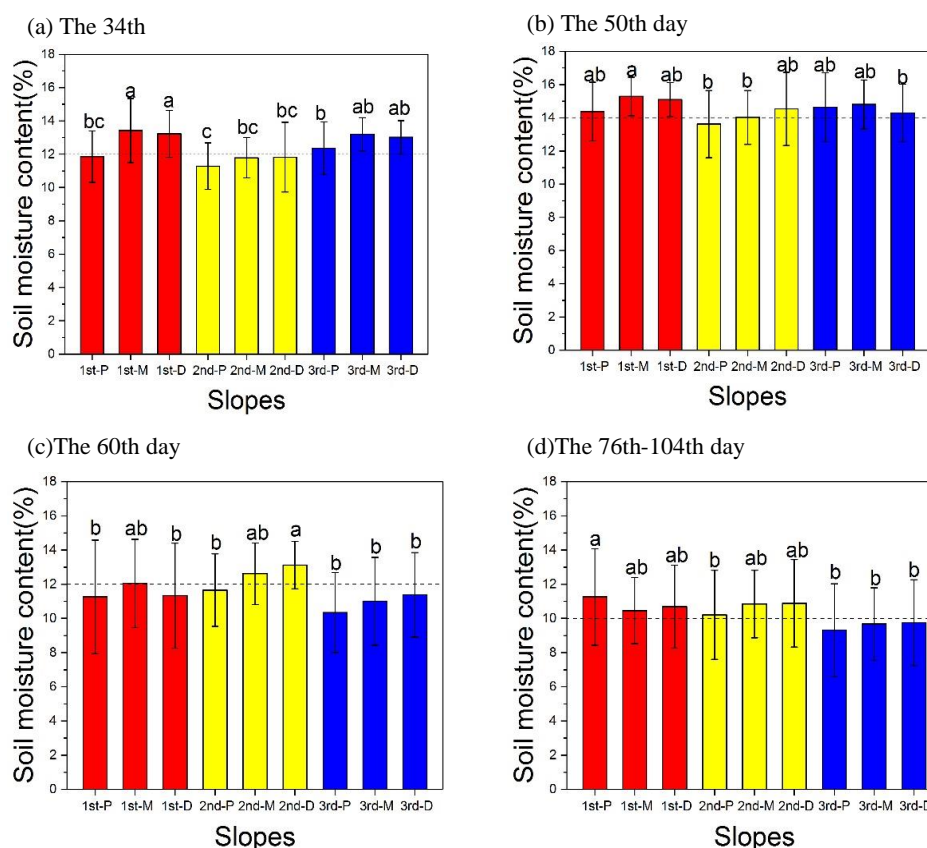 (a) The 34th
(b) The 50th day
Soil moisture content(%)
18
16
14
12
10
8
6
4
2
0
bc a a c bc bc b ab ab
1st-P 1st-M 1st-D 2nd-P 2nd-M 2nd-D 3rd-P 3rd-M 3rd-D
Slopes
Soil moisture content(%)
18
16
14
12
10
8
6
4
2
0
ab a ab b b ab ab ab b
1st-P 1st-M 1st-D 2nd-P 2nd-M 2nd-D 3rd-P 3rd-M 3rd-D
Slopes
(c)The 60th day
(d)The 76th-104th day
Soil moisture content(%)
18
16
14
12
10
8
6
4
2
0
b ab b b ab a b b b
1st-P 1st-M 1st-D 2nd-P 2nd-M 2nd-D 3rd-P 3rd-M 3rd-D
Slopes
Soil moisture content(%)
18
16
14
12
10
8
6
4
2
0
a ab ab b ab ab b b b
1st-P 1st-M 1st-D 2nd-P 2nd-M 2nd-D 3rd-P 3rd-M 3rd-D
Slopes